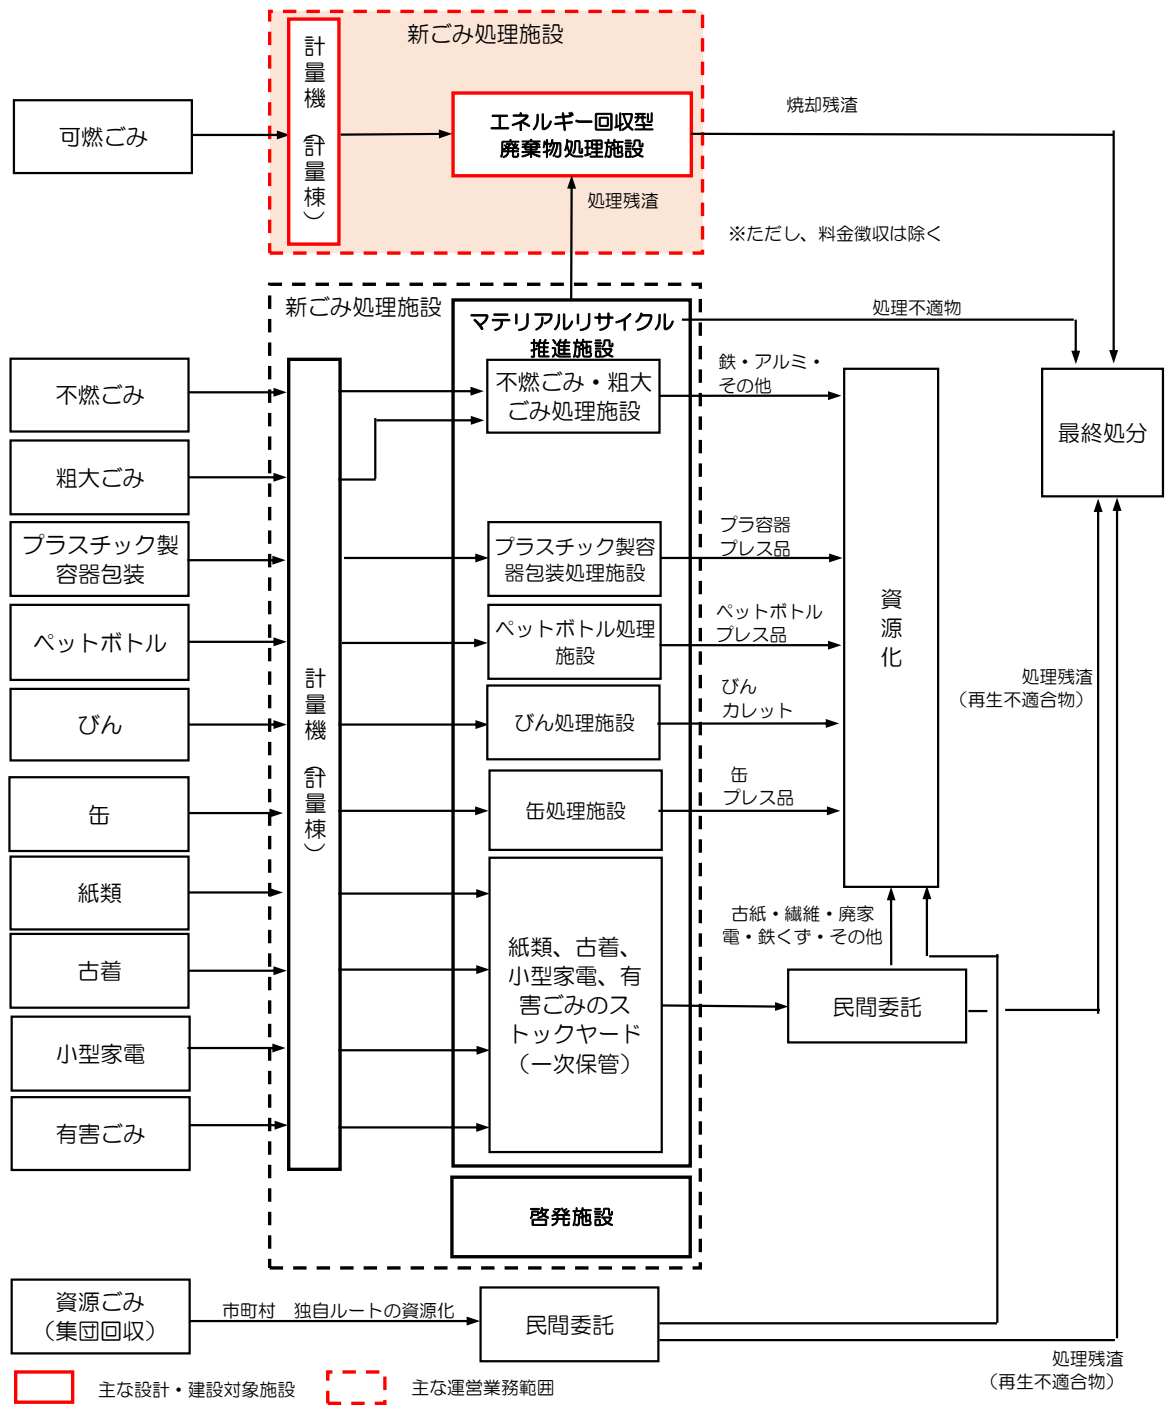 新ごみ処理施設
計量機（計量棟）
可燃ごみ
エネルギー回収型
廃棄物処理施設
焼却残渣
処理残渣
※ただし、料金徴収は除く
新ごみ処理施設
マテリアルリサイクル
推進施設
処理不適物
不燃ごみ
不燃ごみ・粗大
ごみ処理施設
鉄・アルミ・
その他
最終処分
粗大ごみ
プラスチック製
容器包装
プラスチック製容
器包装処理施設
プラ容器
プレス品
資源化
ペットボトル
ペットボトル処理
施設
ペットボトル
プレス品
計量機（計量棟）
びん
びん処理施設
びん
カレット
処理残渣
（再生不適合物）
缶
缶処理施設
缶
プレス品
紙類
古着
小型家電
有害ごみ
紙類、古着、
小型家電、有
害ごみのス
トックヤード
（一次保管）
古紙・繊維・廃家
電・鉄くず・その他
民間委託
啓発施設
資源ごみ
（集団回収）
市町村　独自ルートの資源化
民間委託
処理残渣
（再生不適合物）
主な設計・建設対象施設
主な運営業務範囲